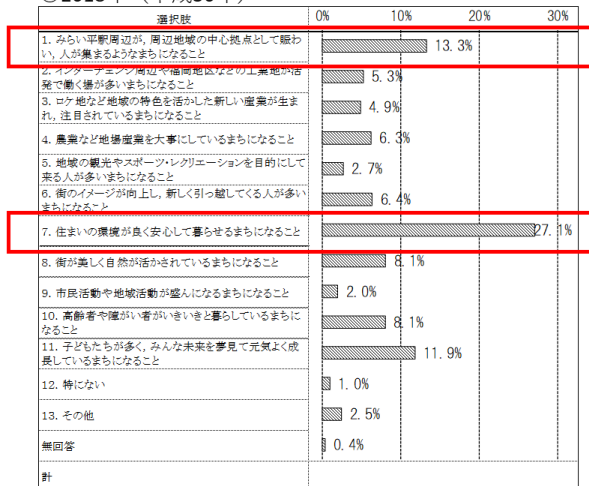 選択肢 0% 10% 20% 30%
1. みらい平駅周辺が, 周辺地域の中心拠点として賑わ
い, 人が集まるようなまちになること 13.3%
2. インターチェンジ周辺や福岡地区などの工業地が活
発で働く場が多いまちになること 5.3%
3. ロケ地など地域の特色を活かした新しい産業が生ま
れ, 注目されているまちになること 4.9%
4. 農業など地場産業を大事にしているまちになること 6.3%
5. 地域の観光やスポーツ・レクリエーションを目的にして
来る人が多いまちになること 2.7%
6. 街のイメージが向上し, 新しく引っ越してくる人が多い
まちになること 6.4%
7. 住まいの環境が良く安心して暮らせるまちになること 27.1%
8. 街が美しく自然が活かされているまちになること 8.1%
9. 市民活動や地域活動が盛んになるまちになること 2.0%
10. 高齢者や障がい者がいきいきと暮らしているまちに
なること 8.1%
11. 子どもたちが多く, みんな未来を夢見て元気よく成
長しているまちになること 11.9%
12. 特にない 1.0%
13. その他 2.5%
無回答 0.4%
計